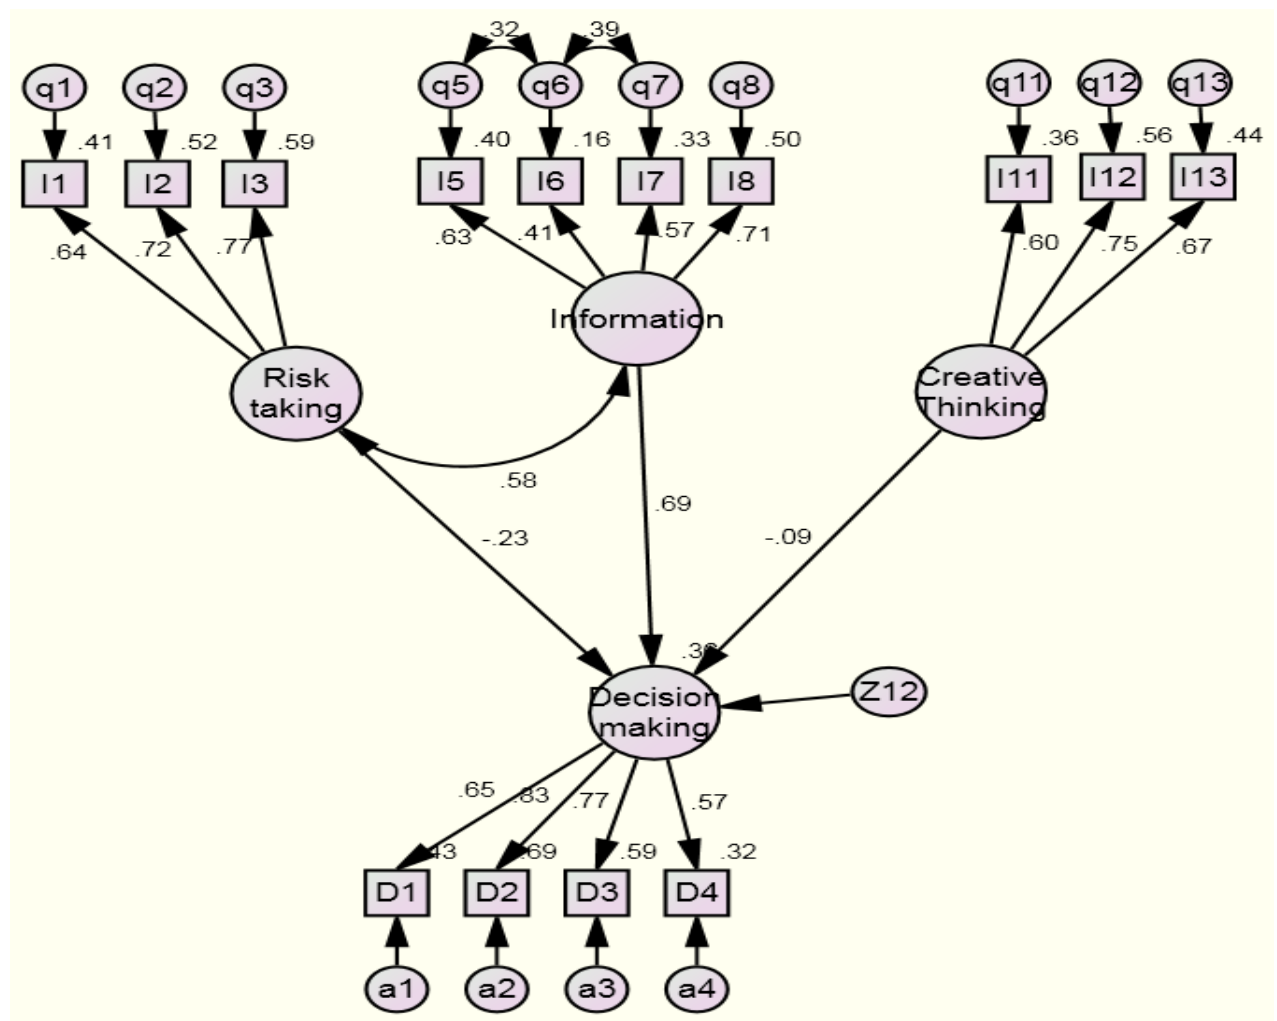 .32 .39
q1 q2 q3 q5 q6 q7 q8 q11 q12 q13
.41 .52 .59 .40 .16 .33 .50 .36 .56 .44
I1 I2 I3 I5 I6 I7 I8 I11 I12 I13
.64 .72 .77 .63 .41 .57 .71 .60 .75 .67
Information
Risk
taking
Creative
Thinking
.58
.69
-.23
-.09
Decision
making
Z12
.65 .83 .77 .57
.43 .69 .59 .32
D1 D2 D3 D4
a1 a2 a3 a4